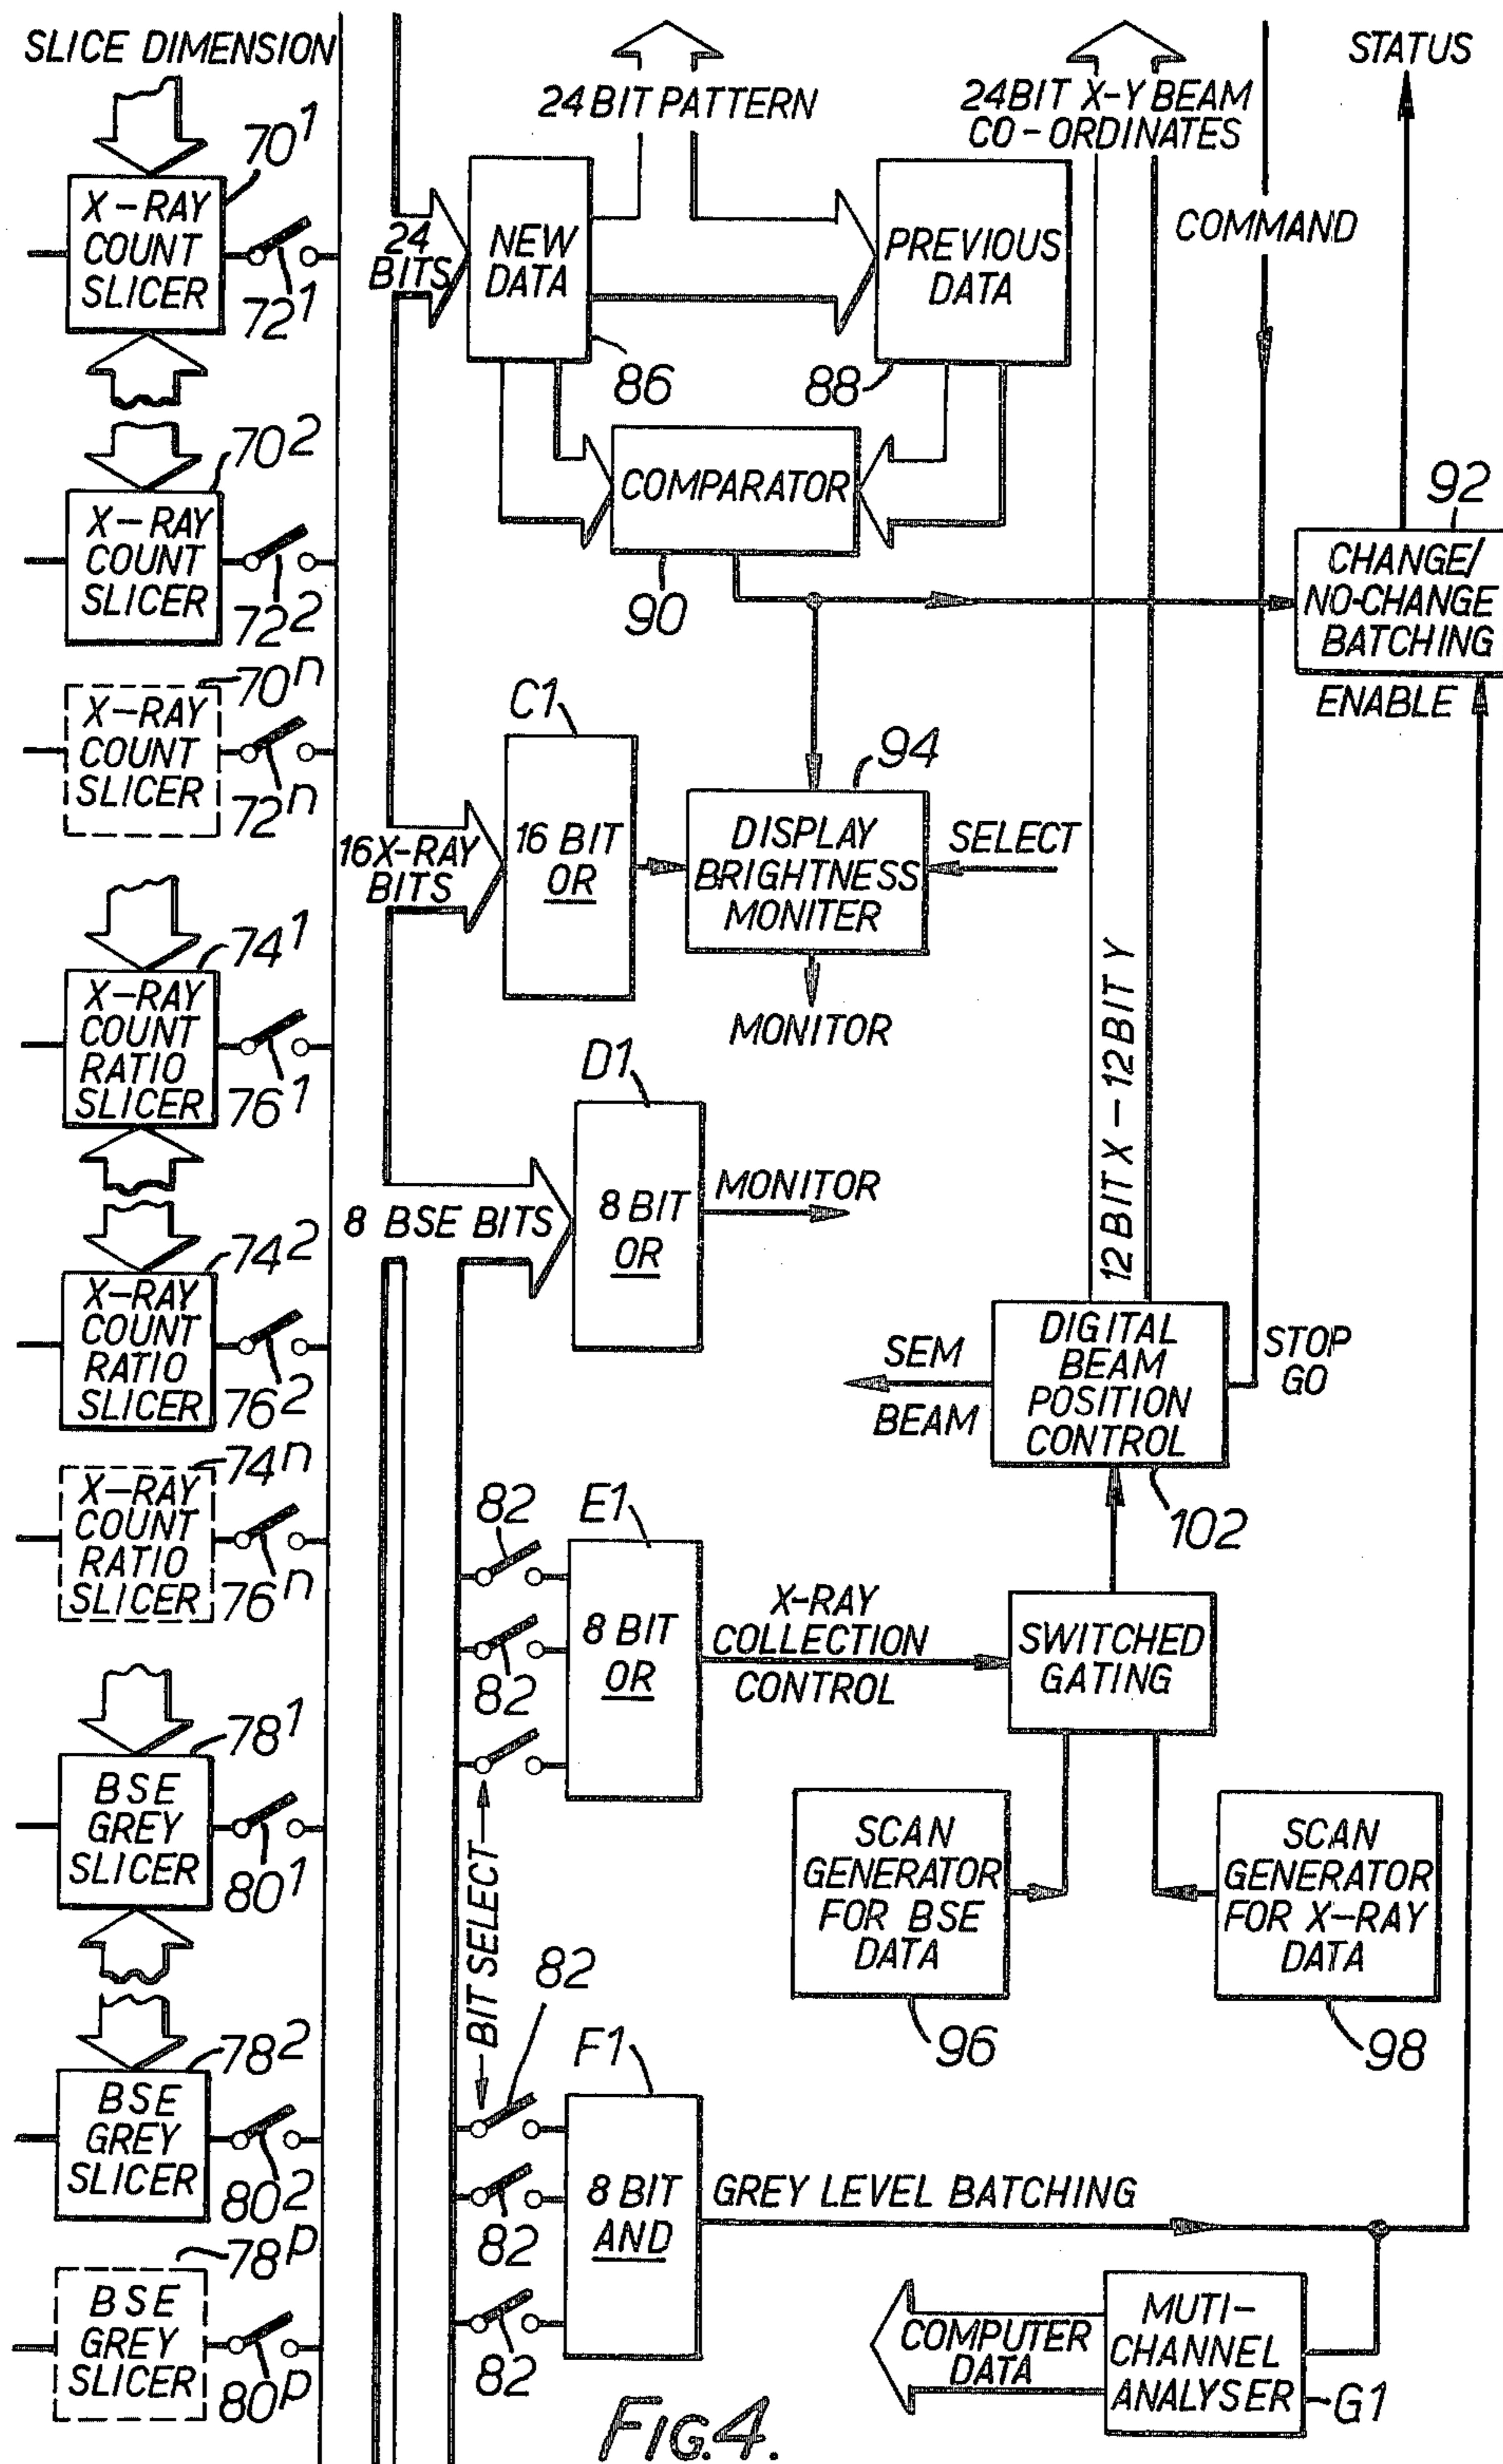 SLICE DIMENSION
X-RAY
COUNT
SLICER
70¹
72¹
X-RAY
COUNT
SLICER
70²
72²
X-RAY
COUNT
SLICER
70ⁿ
72ⁿ
X-RAY
COUNT
RATIO
SLICER
74¹
76¹
X-RAY
COUNT
RATIO
SLICER
74²
76²
X-RAY
COUNT
RATIO
SLICER
74ⁿ
76ⁿ
BSE
GREY
SLICER
78¹
80¹
BSE
GREY
SLICER
78²
80²
BSE
GREY
SLICER
78ᵖ
80ᵖ
24 BIT PATTERN
24
BITS
NEW
DATA
86
PREVIOUS
DATA
88
COMPARATOR
90
24BIT X-Y BEAM
CO-ORDINATES
COMMAND
STATUS
92
CHANGE/
NO-CHANGE
BATCHING
ENABLE
16X-RAY
BITS
C1
16 BIT
OR
94
DISPLAY
BRIGHTNESS
MONITER
SELECT
MONITOR
8 BSE BITS
D1
8 BIT
OR
MONITOR
12 BIT X - 12BIT Y
DIGITAL
BEAM
POSITION
CONTROL
102
SEM
BEAM
STOP
GO
E1
82
82
8 BIT
OR
X-RAY
COLLECTION
CONTROL
SWITCHED
GATING
SCAN
GENERATOR
FOR BSE
DATA
96
SCAN
GENERATOR
FOR X-RAY
DATA
98
BIT SELECT
82
82
82
F1
8 BIT
AND
GREY LEVEL BATCHING
COMPUTER
DATA
MUTI-
CHANNEL
ANALYSER
G1
FIG.4.